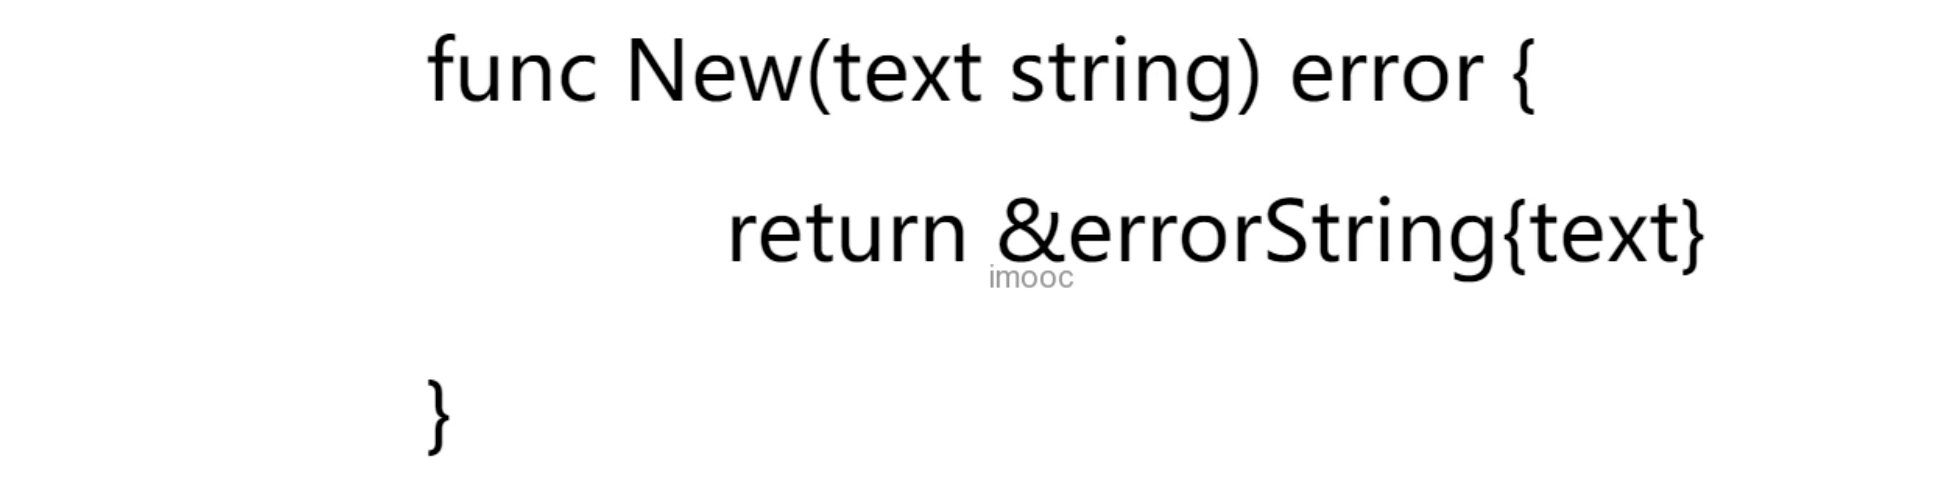 func New(text string) error {
return &errorString{text}
imooc
}